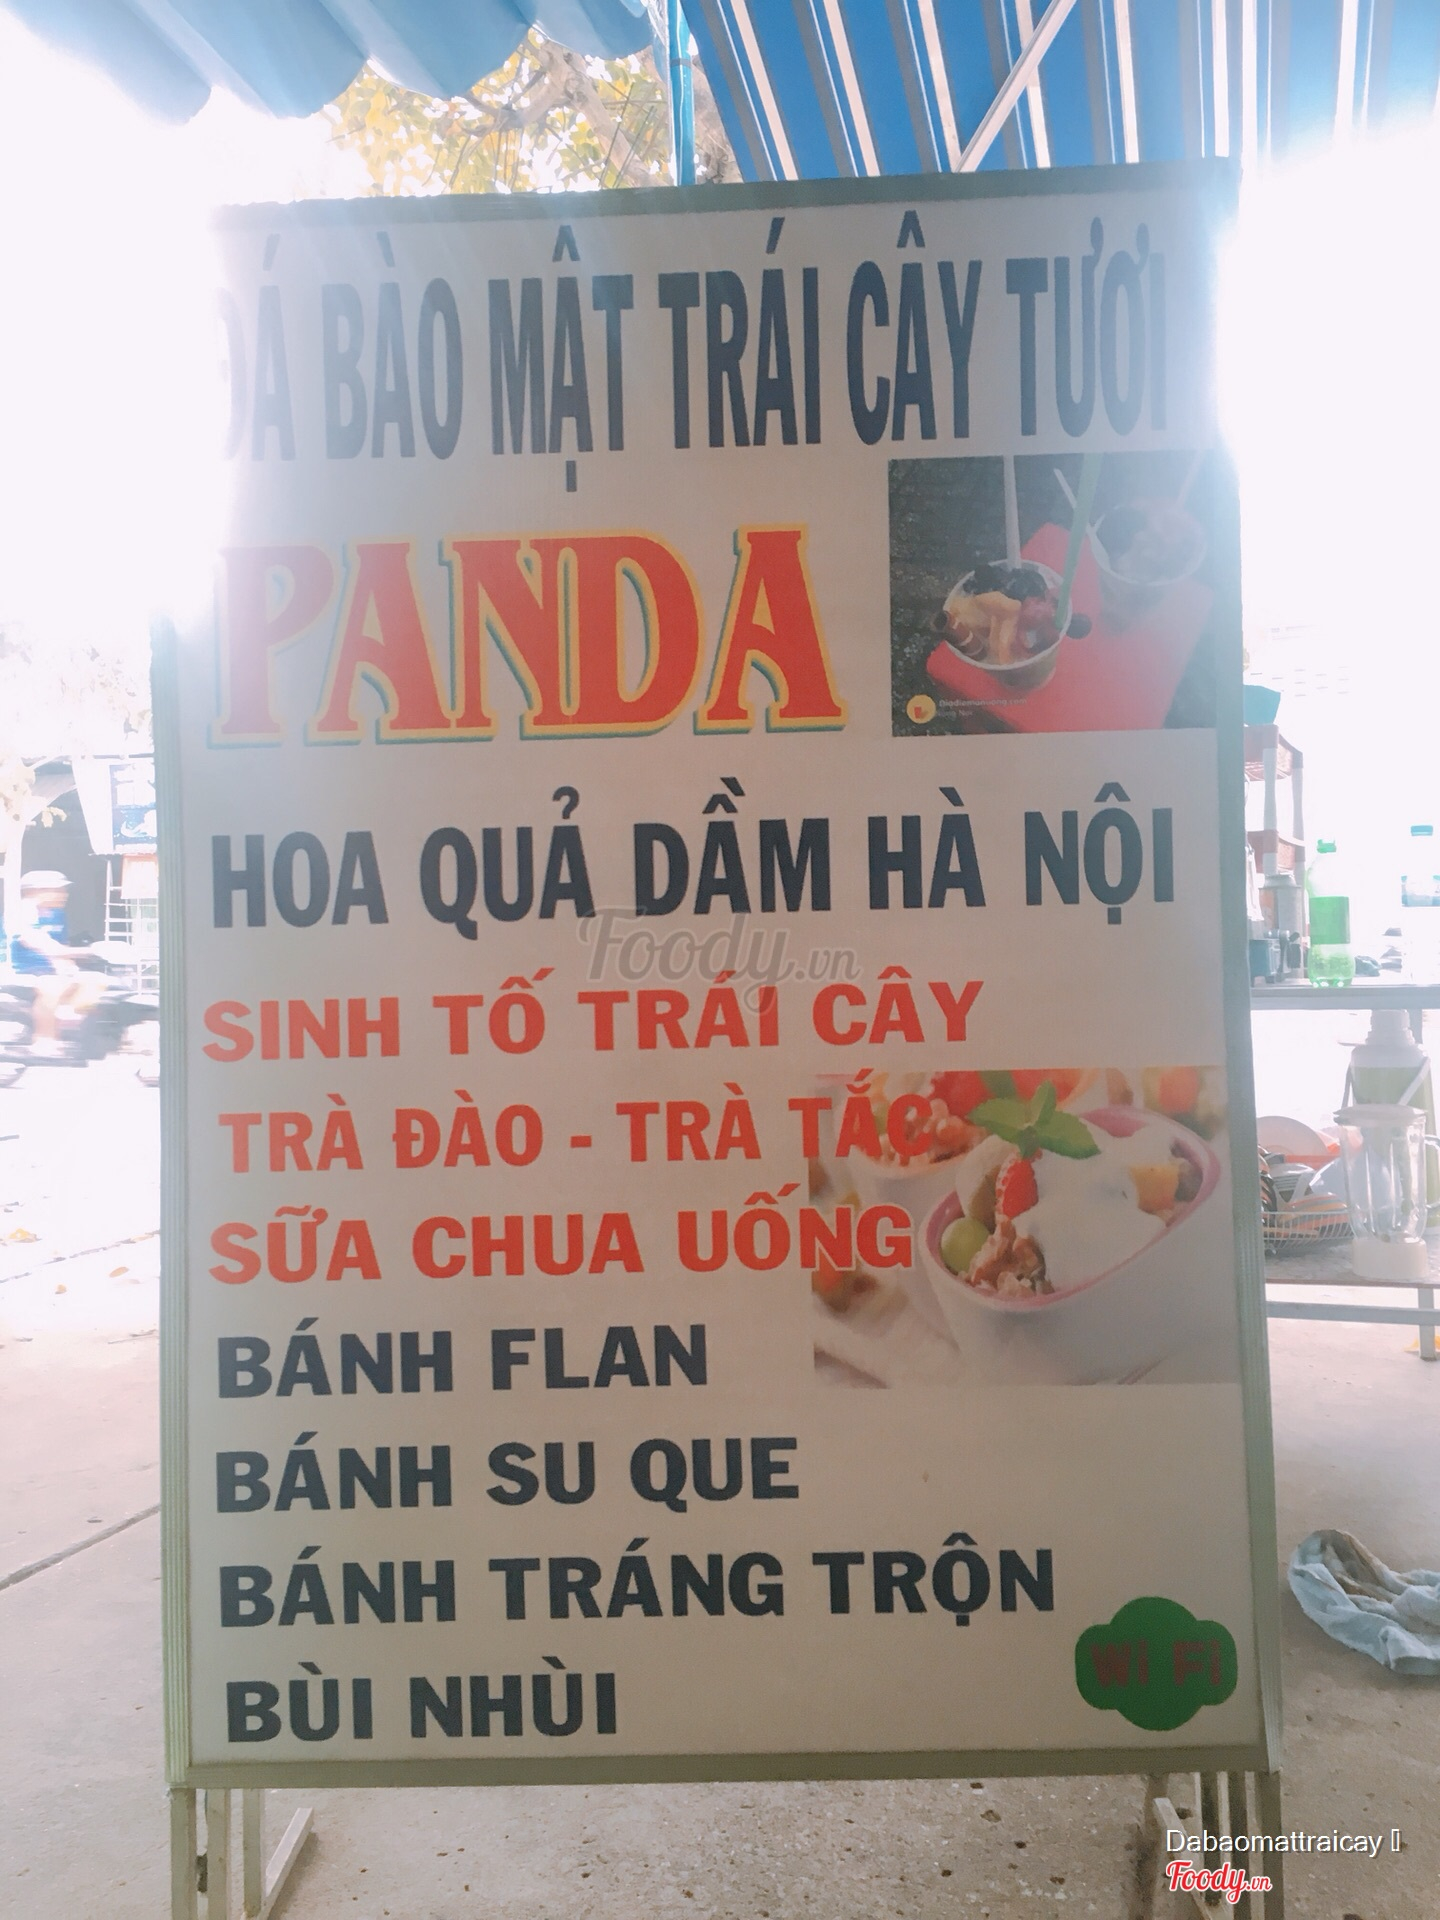 ĐÁ BÀO MẬT TRÁI CÂY TƯƠI
PANDA
Diadiemanuong.com
HOA QUẢ DẦM HÀ NỘI
Foody.vn
SINH TỐ TRÁI CÂY
TRÀ ĐÀO - TRÀ TẮC
SỮA CHUA UỐNG
BÁNH FLAN
BÁNH SU QUE
BÁNH TRÁNG TRỘN
BÙI NHÙI
Wi Fi
Dabaomattraicay
Foody.vn